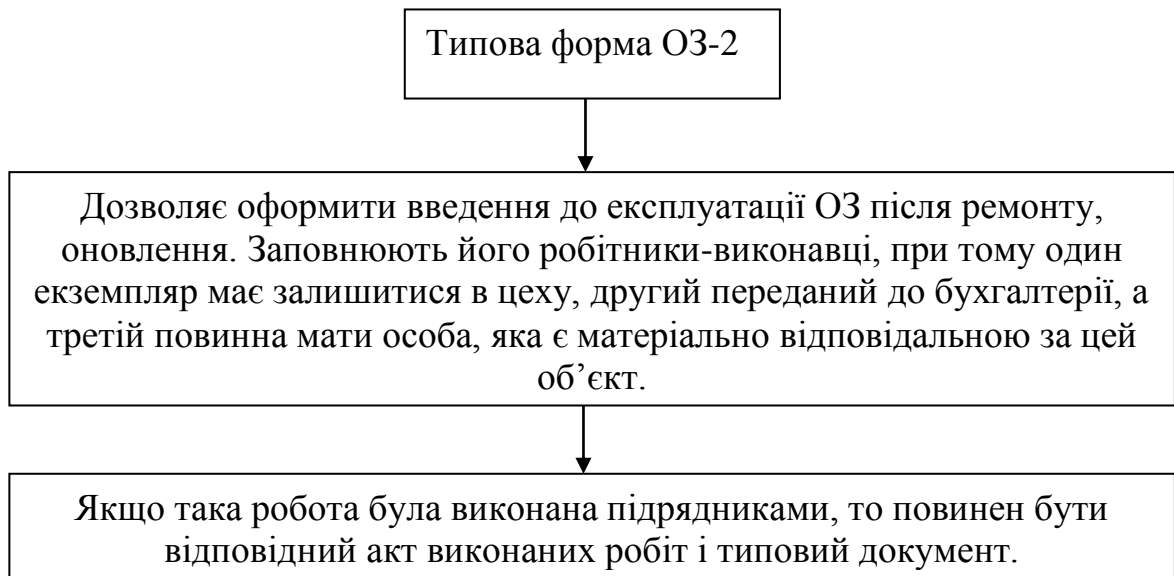 Типова форма ОЗ-2
Дозволяє оформити введення до експлуатації ОЗ після ремонту,
оновлення. Заповнюють його робітники-виконавці, при тому один
екземпляр має залишитися в цеху, другий переданий до бухгалтерії, а
третій повинна мати особа, яка є матеріально відповідальною за цей
об’єкт.
Якщо така робота була виконана підрядниками, то повинен бути
відповідний акт виконаних робіт і типовий документ.